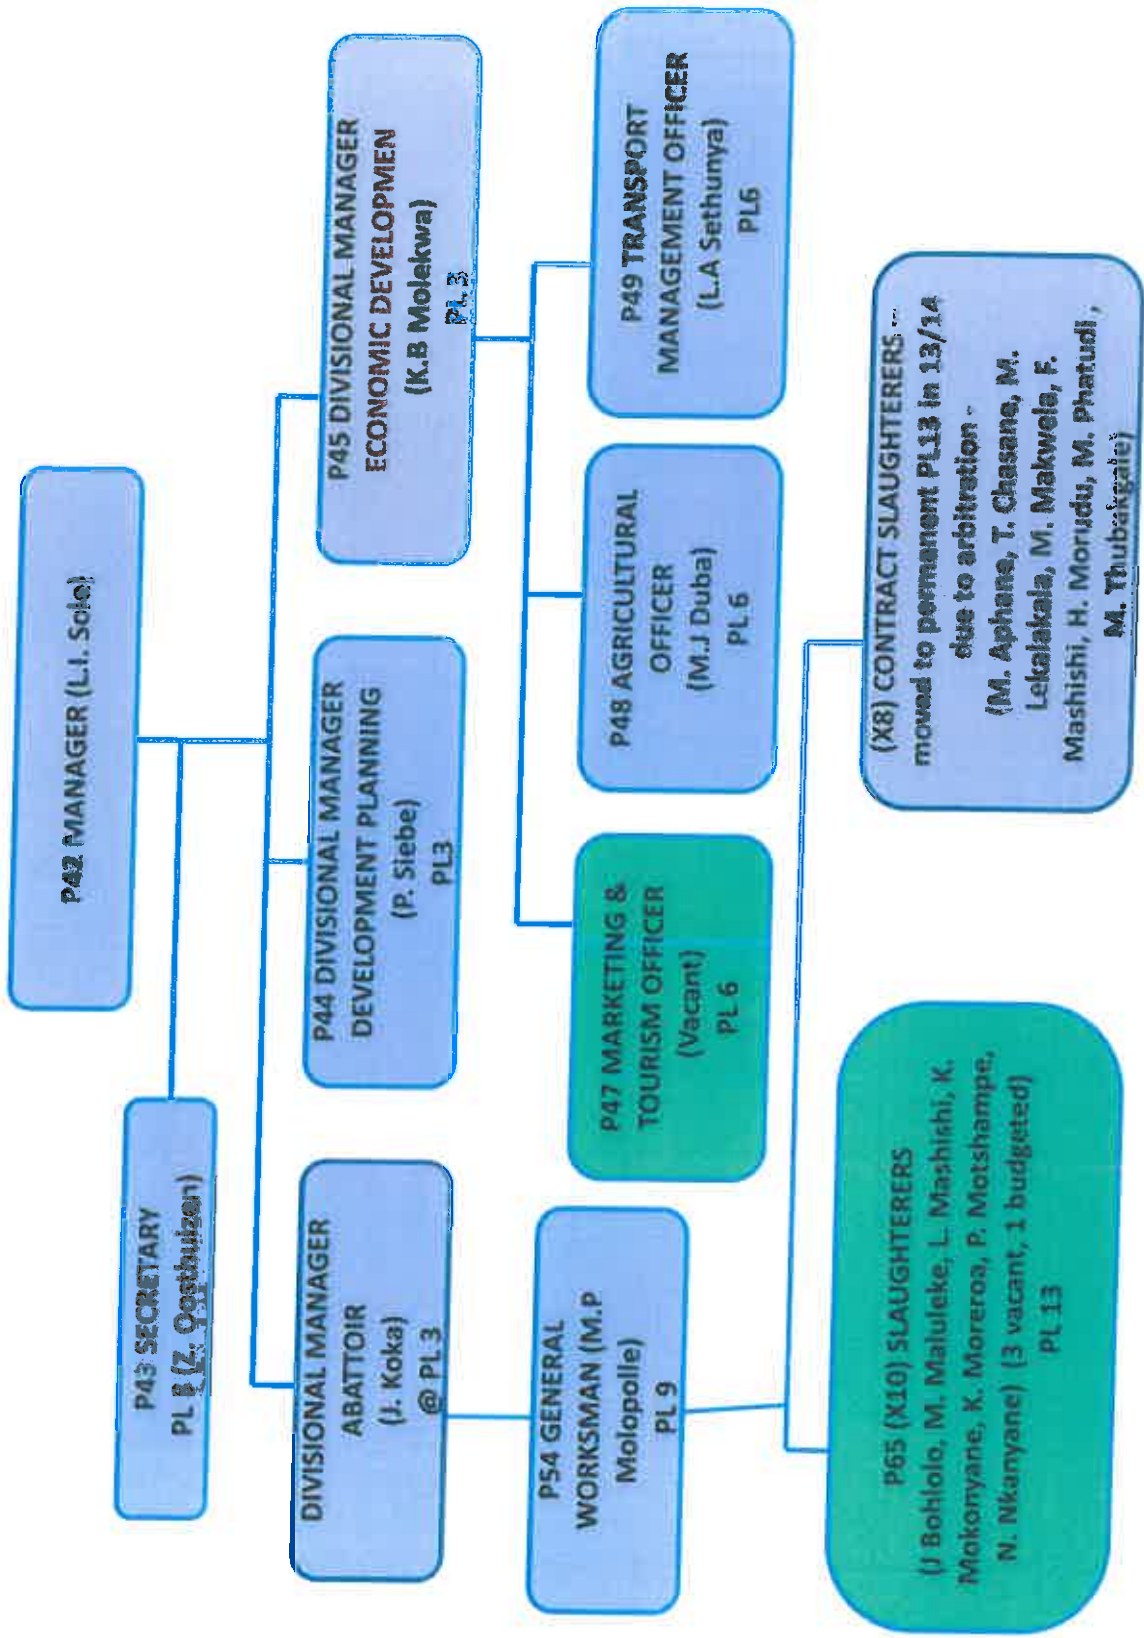 P42 MANAGER (L.I. Solo)
P43 SECRETARY
PL 8 (Z. Oosthuizen)
DIVISIONAL MANAGER
ABATTOIR
(J. Koka)
@ PL 3
P44 DIVISIONAL MANAGER
DEVELOPMENT PLANNING
(P. Siebe)
PL3
P45 DIVISIONAL MANAGER
ECONOMIC DEVELOPMEN
(K.B Molekwa)
PL 3
P54 GENERAL
WORKSMAN (M.P
Molopolle)
PL 9
P47 MARKETING &
TOURISM OFFICER
(Vacant)
PL 6
P48 AGRICULTURAL
OFFICER
(M.J Duba)
PL 6
P49 TRANSPORT
MANAGEMENT OFFICER
(L.A Sethunya)
PL6
P65 (X10) SLAUGHTERERS
(J Bohlolo, M. Maluleke, L. Mashishi, K.
Mokonyane, K. Moreroa, P. Motshampe,
N. Nkanyane) (3 vacant, 1 budgeted)
PL 13
(X8) CONTRACT SLAUGHTERERS -
moved to permanent PL13 in 13/14
due to arbitration -
(M. Aphane, T. Chasane, M.
Lekalakala, M. Makwela, F.
Mashishi, H. Morudu, M. Phatudi ,
M. Thubakgale)